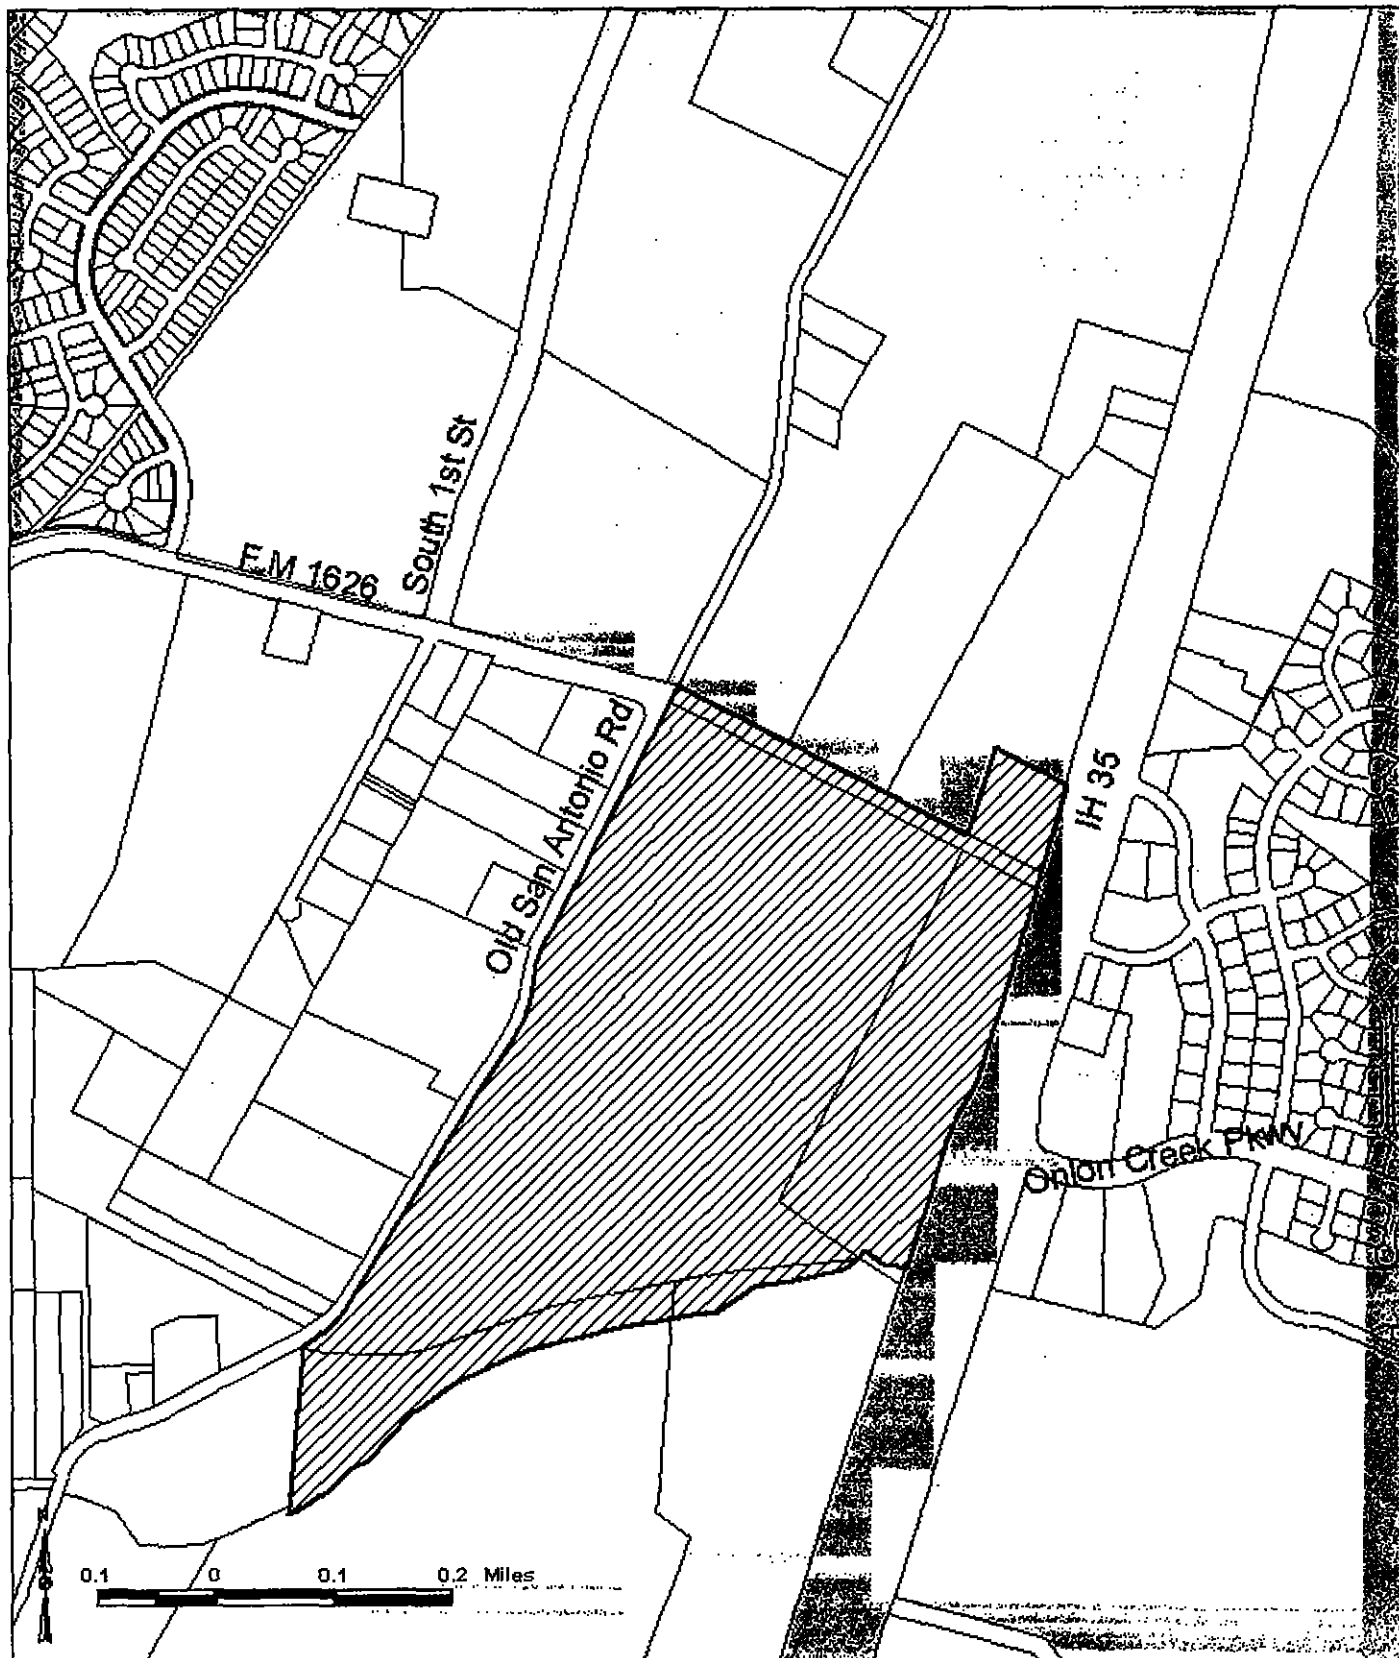 South 1st St
F.M 1626
Old San Antonio Rd
IH 35
Onion Creek Pkwy
0.1 0 0.1 0.2 Miles